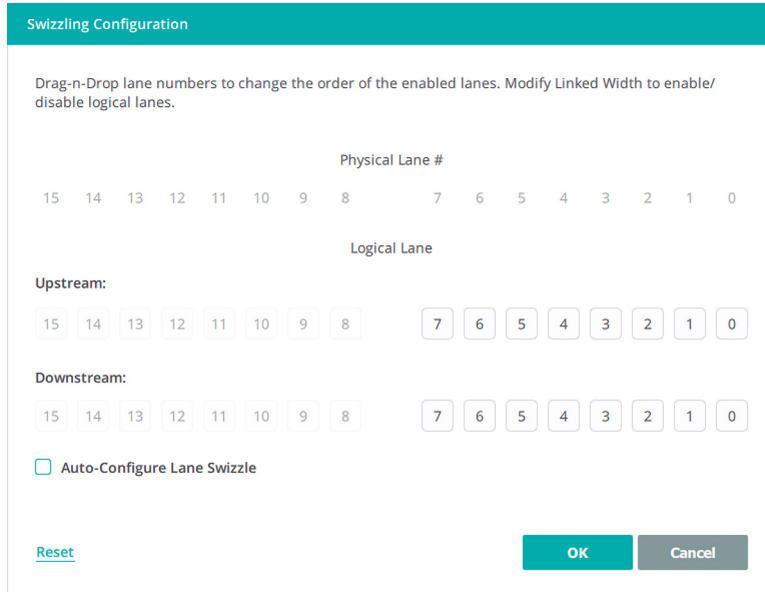 Swizzling Configuration
Drag-n-Drop lane numbers to change the order of the enabled lanes. Modify Linked Width to enable/
disable logical lanes.
Physical Lane #
15 14 13 12 11 10 9 8 7 6 5 4 3 2 1 0
Logical Lane
Upstream:
15 14 13 12 11 10 9 8 7 6 5 4 3 2 1 0
Downstream:
15 14 13 12 11 10 9 8 7 6 5 4 3 2 1 0
Auto-Configure Lane Swizzle
Reset OK Cancel